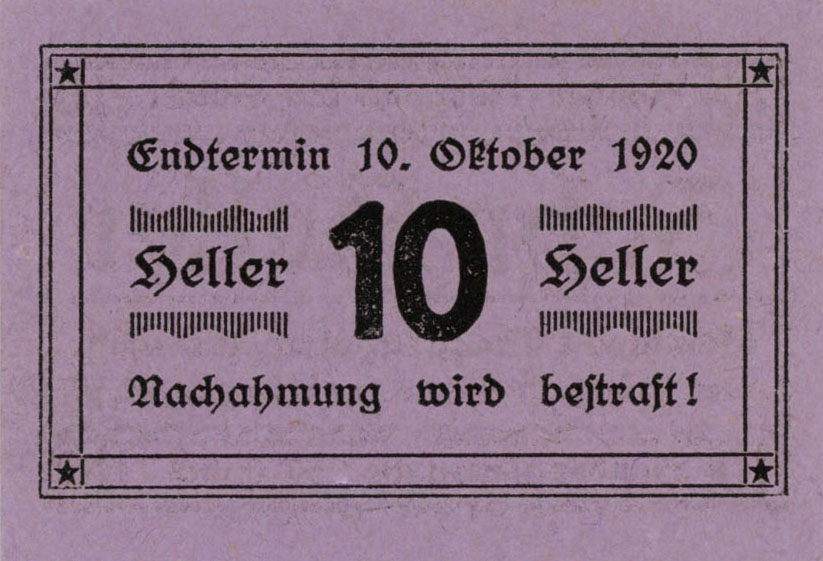 Endtermin 10. Oktober 1920
Heller 10 Heller
Nachahmung wird bestraft!